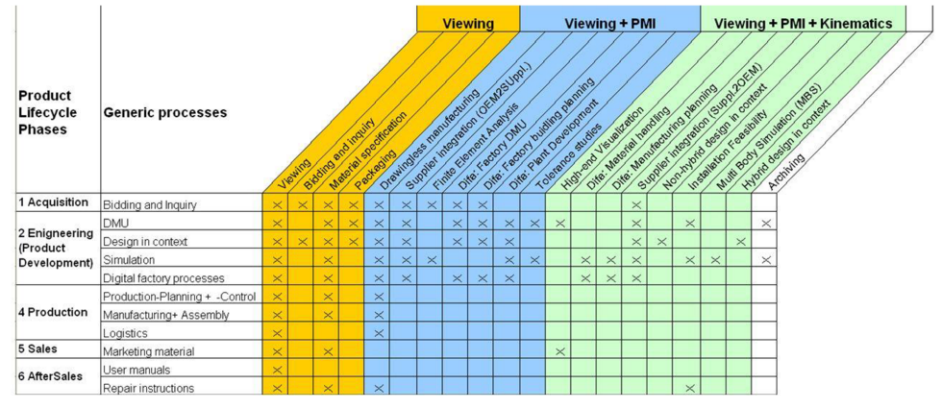 Viewing
Viewing + PMI
Viewing + PMI + Kinematics
Product
Lifecycle
Phases
Generic processes
Viewing
Bidding and Inquiry
Material specification
Packaging
Drawingless manufacturing
Supplier Integration (OEM2SUppl.)
Finite Element Analysis
Dife: Factory DMU
Dife: Factory buidling planning
Dife: Plant Development
Tolerance studies
High-end Visualization
Dife: Material handling
Dife: Manufacturing planning
Supplier Integration (Suppl.2OEM)
Non-hybrid design in context
Installation Feasibility
Multi Body Simulation (MBS)
Hybrid design in context
Archiving
1 Acquisition
Bidding and Inquiry
2 Enigneering
(Product
Development)
DMU
Design in context
Simulation
Digital factory processes
4 Production
Production-Planning + -Control
Manufacturing+ Assembly
Logistics
5 Sales
Marketing material
6 AfterSales
User manuals
Repair instructions